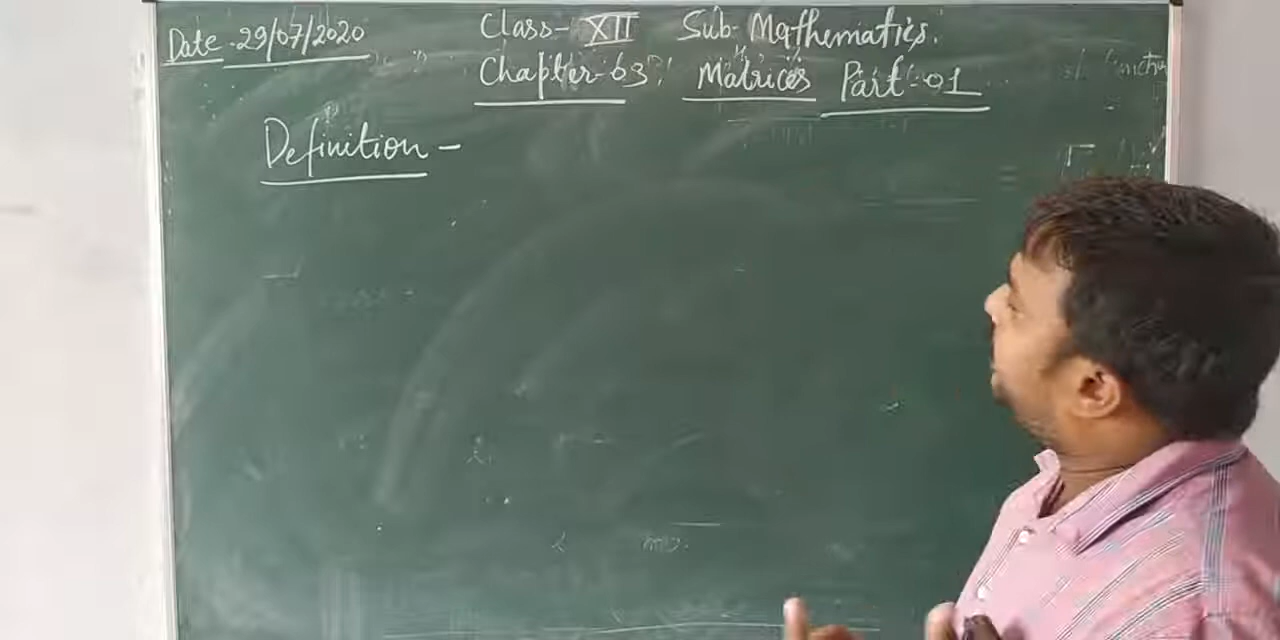 Date - 29/07/2020
Class - XII Sub- Mathematics.
Chapter-03: Matrices Part-01
Definition -